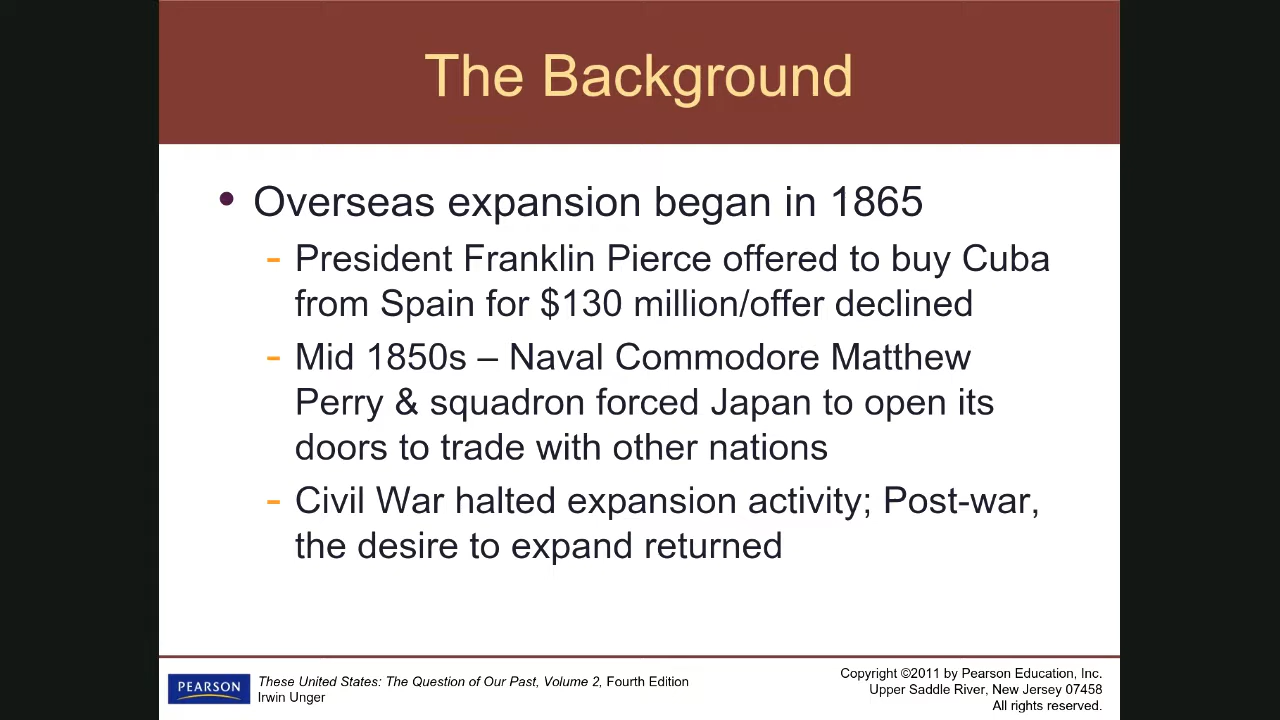 The Background
• Overseas expansion began in 1865
- President Franklin Pierce offered to buy Cuba
from Spain for $130 million/offer declined
- Mid 1850s – Naval Commodore Matthew
Perry & squadron forced Japan to open its
doors to trade with other nations
- Civil War halted expansion activity; Post-war,
the desire to expand returned
PEARSON
These United States: The Question of Our Past, Volume 2, Fourth Edition
Irwin Unger
Copyright ©2011 by Pearson Education, Inc.
Upper Saddle River, New Jersey 07458
All rights reserved.